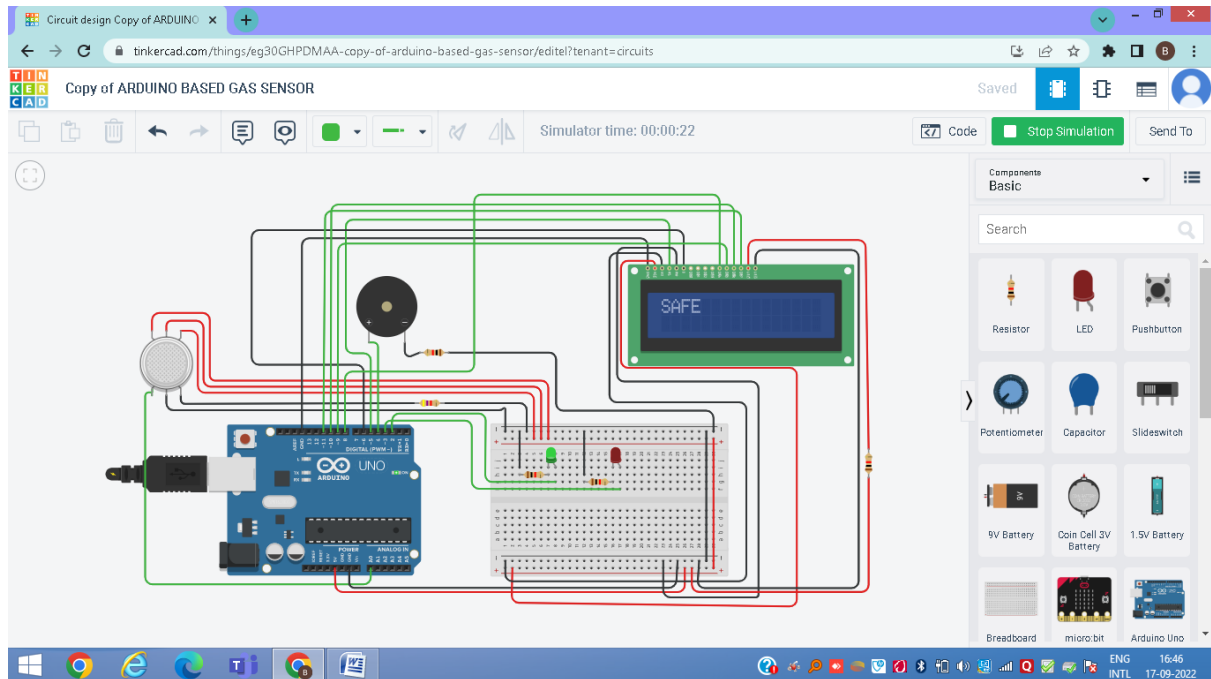 Circuit design Copy of ARDUINO
tinkercad.com/things/eg30GHPDMAA-copy-of-arduino-based-gas-sensor/editel?tenant=circuits
B
TIN
KER
CAD
Copy of ARDUINO BASED GAS SENSOR
Saved
Simulator time: 00:00:22
Code
Stop Simulation
Send To
Components
Basic
Search
Resistor
LED
Pushbutton
Potentiometer
Capacitor
Slideswitch
9V
9V Battery
Coin Cell 3V
Battery
1.5V Battery
Breadboard
micro:bit
Arduino Uno
SAFE
DIGITAL (PWM~)
UNO
ARDUINO
POWER
ANALOG IN
ENG
INTL
16:46
17-09-2022